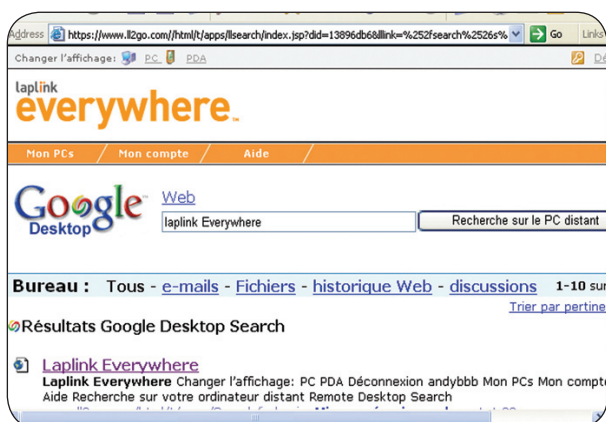 Address https://www.ll2go.com//html/t/apps/llsearch/index.jsp?did=13896db68llink=%252fsearch%2526s% Go Links
Changer l'affichage: PC PDA
laplink
everywhere
Mon PCs / Mon compte / Aide /
Google Desktop
Web
laplink Everywhere Recherche sur le PC distant
Bureau : Tous - e-mails - Fichiers - historique Web - discussions 1-10 sur
Trier par pertine
Résultats Google Desktop Search
Laplink Everywhere
Laplink Everywhere Changer l'affichage: PC PDA Déconnexion andybbb Mon PCs Mon compte
Aide Recherche sur votre ordinateur distant Remote Desktop Search